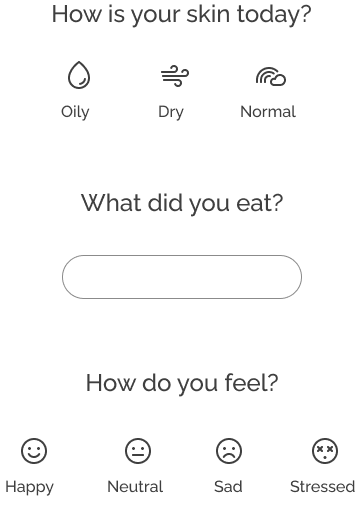 How is your skin today?
Oily Dry Normal
What did you eat?
How do you feel?
Happy Neutral Sad Stressed